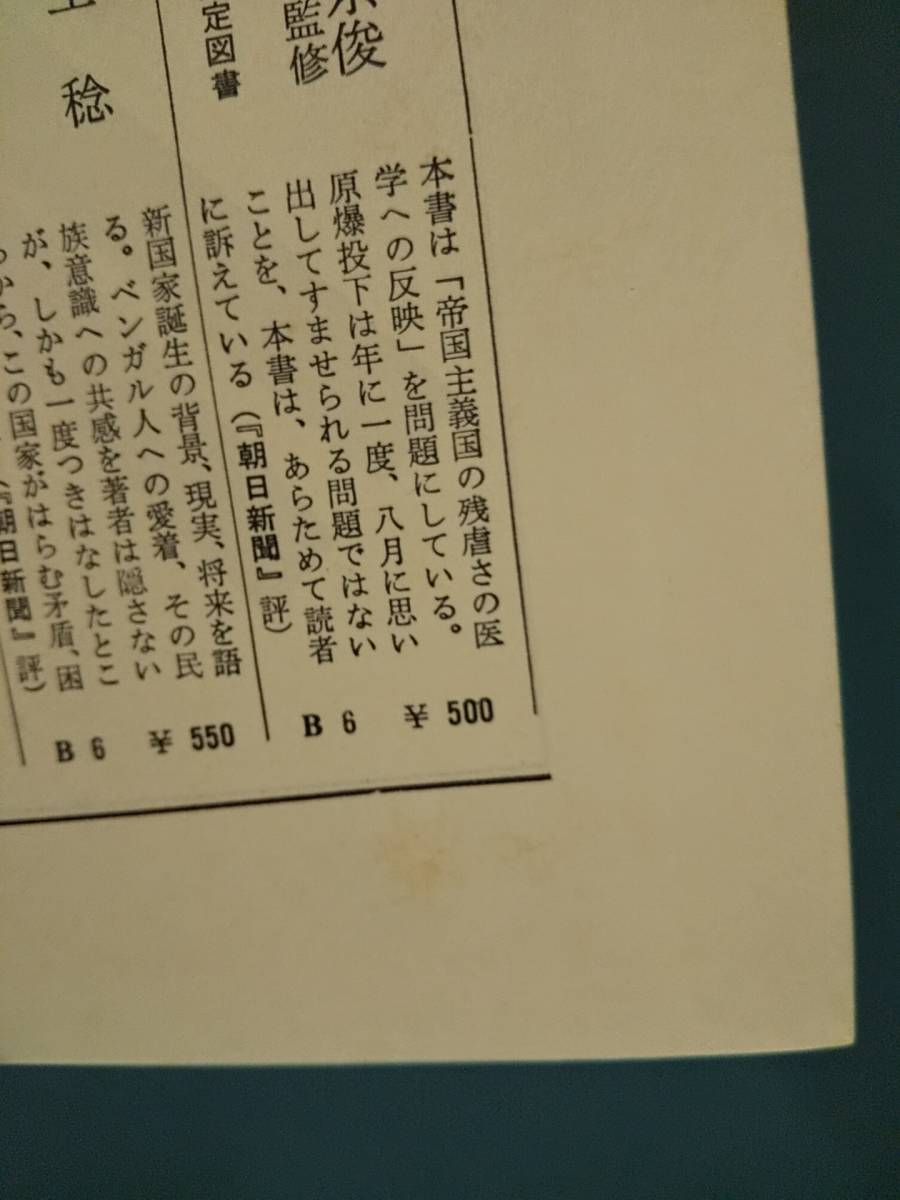 俊
監修
定図書
本書は「帝国主義国の残虐さの医
学への反映」を問題にしている。
原爆投下は年に一度、八月に思い
出してすませられる問題ではない
ことを、本書は、あらためて読者
に訴えている(『朝日新聞』評)
B6 ¥500
稔
新国家誕生の背景、現実、将来を語
る。ベンガル人への愛着、その民
族意識への共感を著者は隠さない
が、しかも一度つきはなしたとこ
ろから、この国家がはらむ矛盾、困
『朝日新聞』評)
B6 ¥550